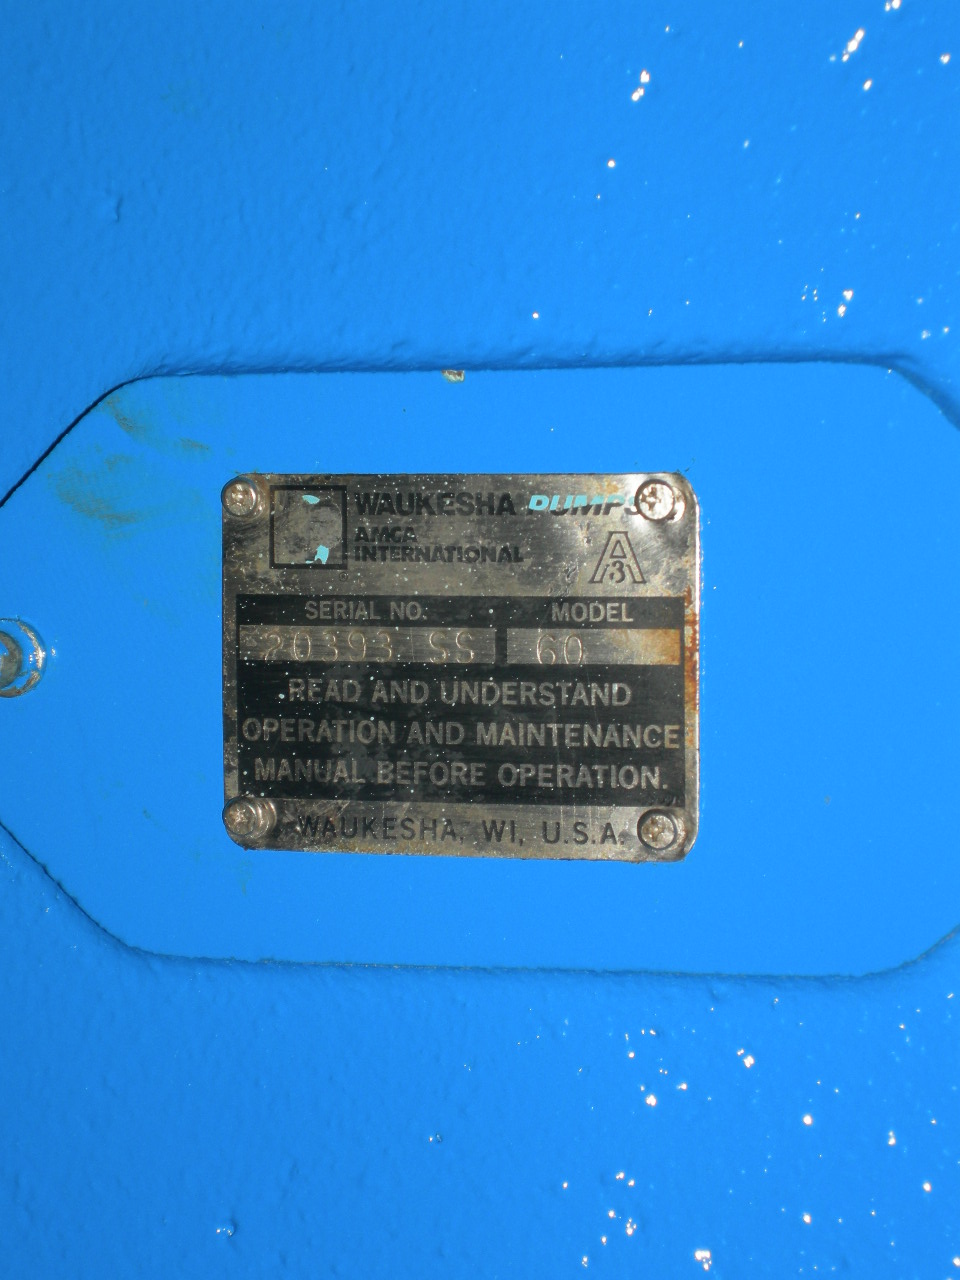 WAUKESHA PUMPS
AMCA
INTERNATIONAL
A
3
SERIAL NO. MODEL
20393 SS 60
READ AND UNDERSTAND
OPERATION AND MAINTENANCE
MANUAL BEFORE OPERATION.
WAUKESHA, WI, U.S.A.